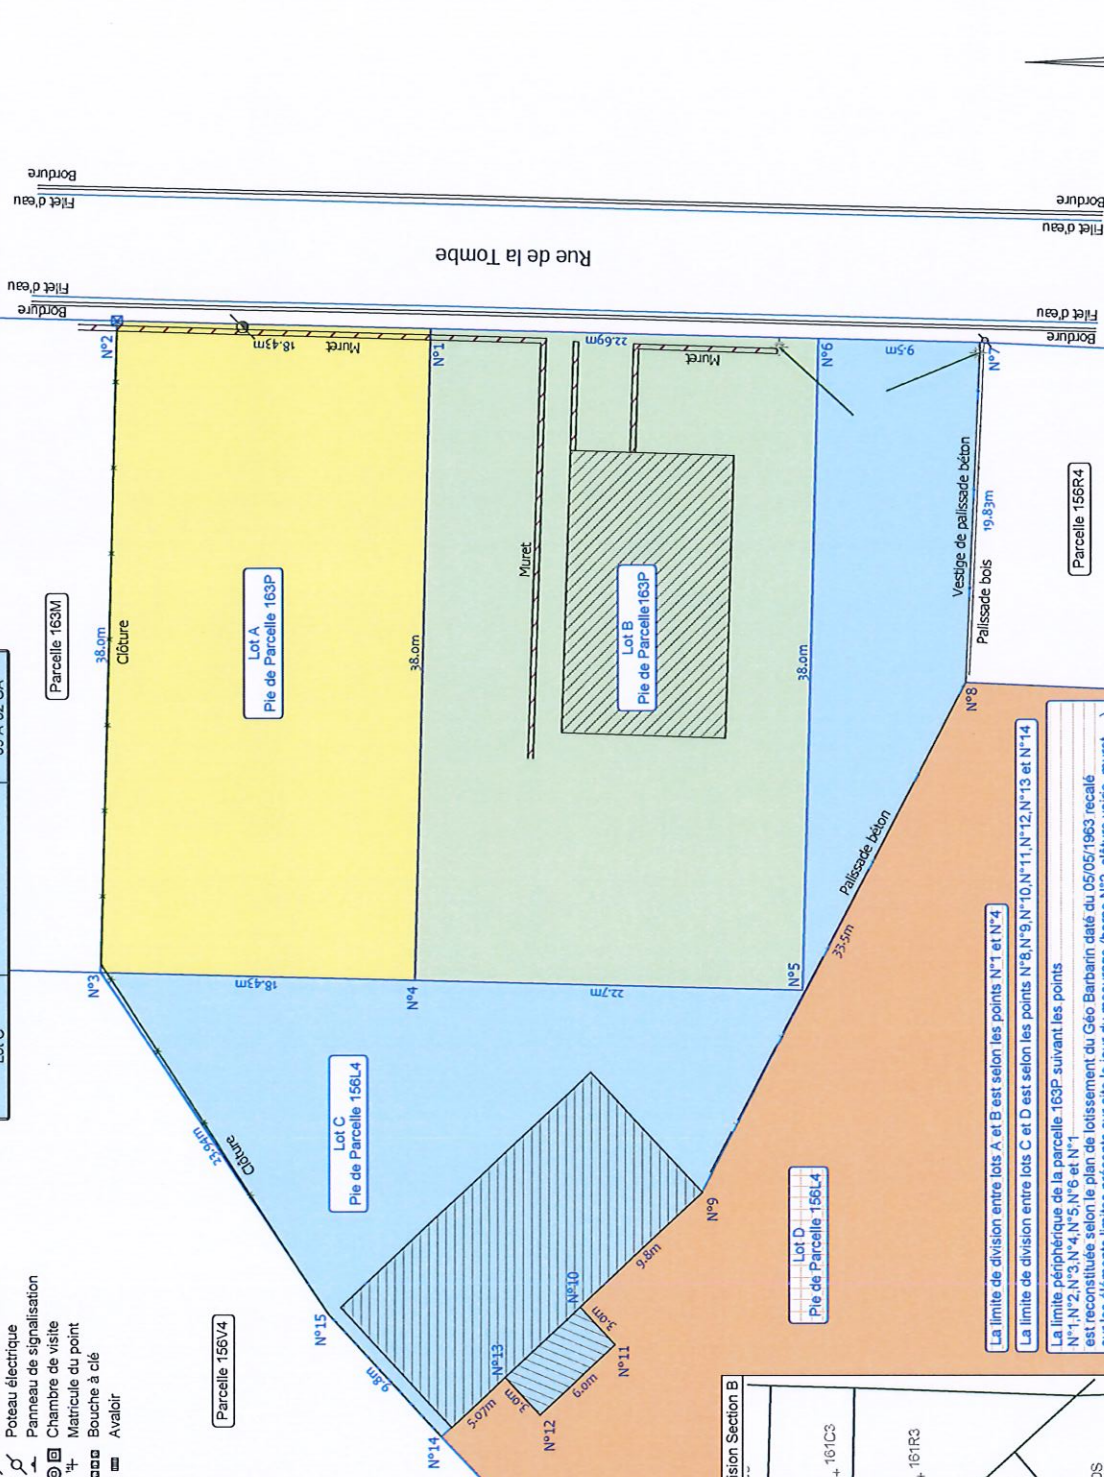 Bordure
Filet d'eau
Bordure
Filet d'eau
Rue de la Tombe
Filet d'eau
Bordure
Filet d'eau
Bordure
N°2
18.43m
Muret
N°1
22.69m
Muret
N°6
9.5m
N°7
Parcelle 163M
38.0m
Clôture
Lot A
Pie de Parcelle 163P
38.0m
Muret
Lot B
Pie de Parcelle 163P
38.0m
Vestige de palissade béton
19.83m
Palissade bois
Parcelle 156R4
N°8
N°3
18.43m
N°4
22.7m
N°5
Palissade béton
33.5m
23.94m
Clôture
Lot C
Pie de Parcelle 156L4
N°9
9.8m
N°10
3.0m
N°11
6.0m
N°12
3.0m
N°13
5.07m
N°14
9.8m
N°15
Parcelle 156V4
Lot D
Pie de Parcelle 156L4
La limite de division entre lots A et B est selon les points N°1 et N°4
La limite de division entre lots C et D est selon les points N°8,N°9,N°10,N°11,N°12,N°13 et N°14
La limite périphérique de la parcelle 163P suivant les points
N°1,N°2,N°3,N°4,N°5,N°6 et N°1
est reconstituée selon le plan de lotissement du Géo Barbarin daté du 05/05/1963 recalé
Poteau électrique
Panneau de signalisation
Chambre de visite
Matricule du point
Bouche à clé
Avaloir
ision Section B
161C3
161R3